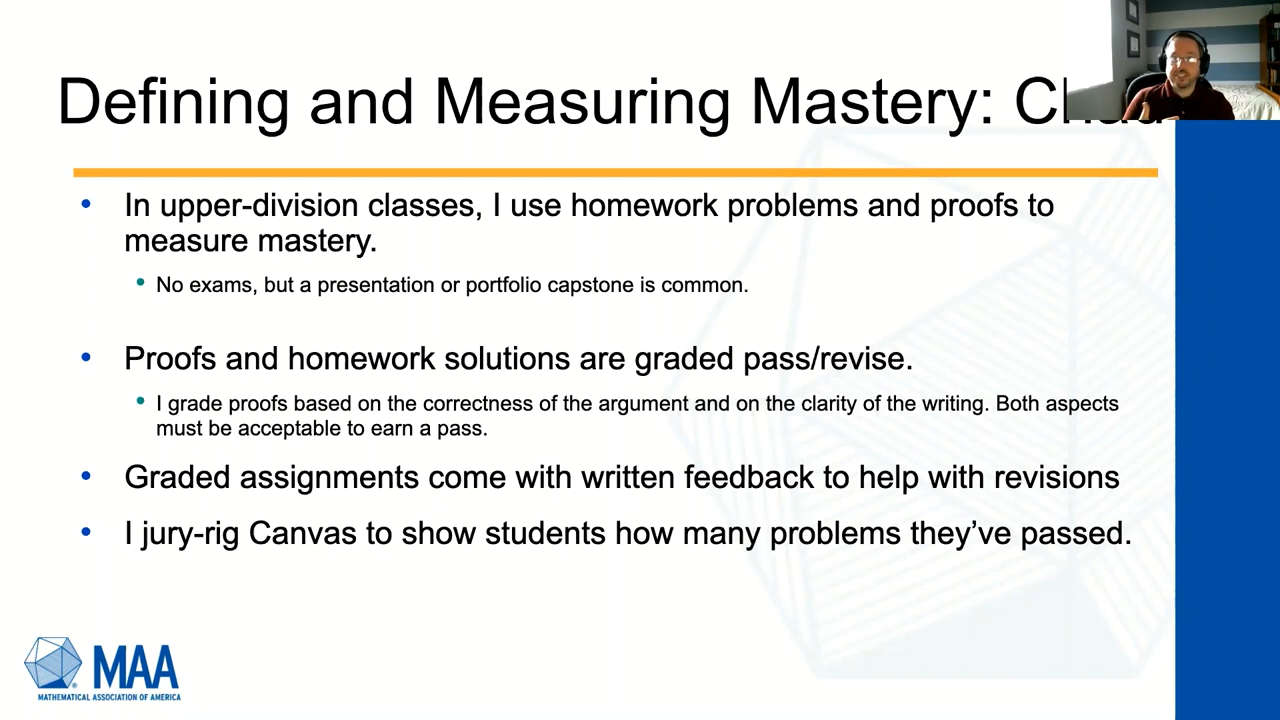 Defining and Measuring Mastery:
• In upper-division classes, I use homework problems and proofs to
measure mastery.
• No exams, but a presentation or portfolio capstone is common.
• Proofs and homework solutions are graded pass/revise.
• I grade proofs based on the correctness of the argument and on the clarity of the writing. Both aspects
must be acceptable to earn a pass.
• Graded assignments come with written feedback to help with revisions
• I jury-rig Canvas to show students how many problems they’ve passed.
MAA
MATHEMATICAL ASSOCIATION OF AMERICA